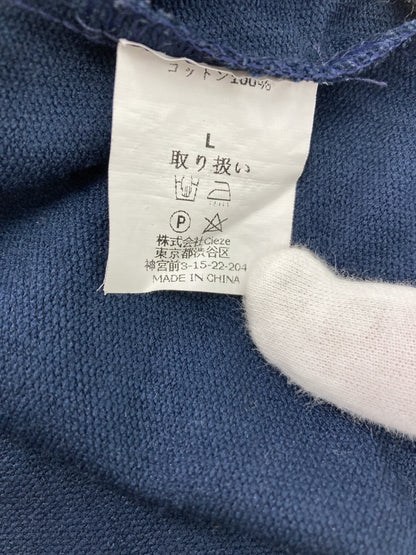 コットン100%
L
取り扱い
P
株式会社Cieze
東京都渋谷区
神宮前3-15-22-204
MADE IN CHINA